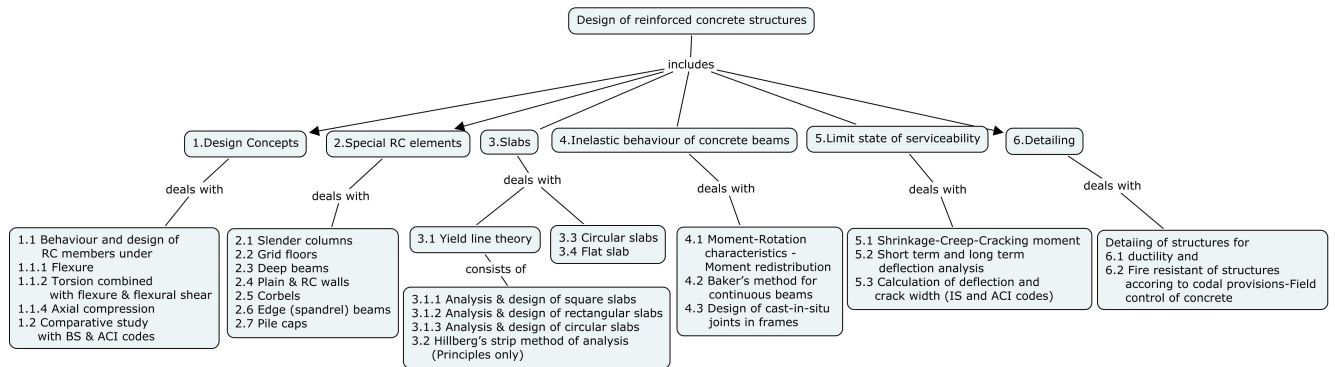 Design of reinforced concrete structures
includes
1.Design Concepts
2.Special RC elements
3.Slabs
4.Inelastic behaviour of concrete beams
5.Limit state of serviceability
6.Detailing
deals with
deals with
deals with
deals with
deals with
deals with
1.1 Behaviour and design of
RC members under
1.1.1 Flexure
1.1.2 Torsion combined
with flexure & flexural shear
1.1.4 Axial compression
1.2 Comparative study
with BS & ACI codes
2.1 Slender columns
2.2 Grid floors
2.3 Deep beams
2.4 Plain & RC walls
2.5 Corbels
2.6 Edge (spandrel) beams
2.7 Pile caps
3.1 Yield line theory
consists of
3.1.1 Analysis & design of square slabs
3.1.2 Analysis & design of rectangular slabs
3.1.3 Analysis & design of circular slabs
3.2 Hillberg's strip method of analysis
(Principles only)
3.3 Circular slabs
3.4 Flat slab
4.1 Moment-Rotation
characteristics -
Moment redistribution
4.2 Baker's method for
continuous beams
4.3 Design of cast-in-situ
joints in frames
5.1 Shrinkage-Creep-Cracking moment
5.2 Short term and long term
deflection analysis
5.3 Calculation of deflection and
crack width (IS and ACI codes)
Detaiing of structures for
6.1 ductility and
6.2 Fire resistant of structures
accoring to codal provisions-Field
control of concrete